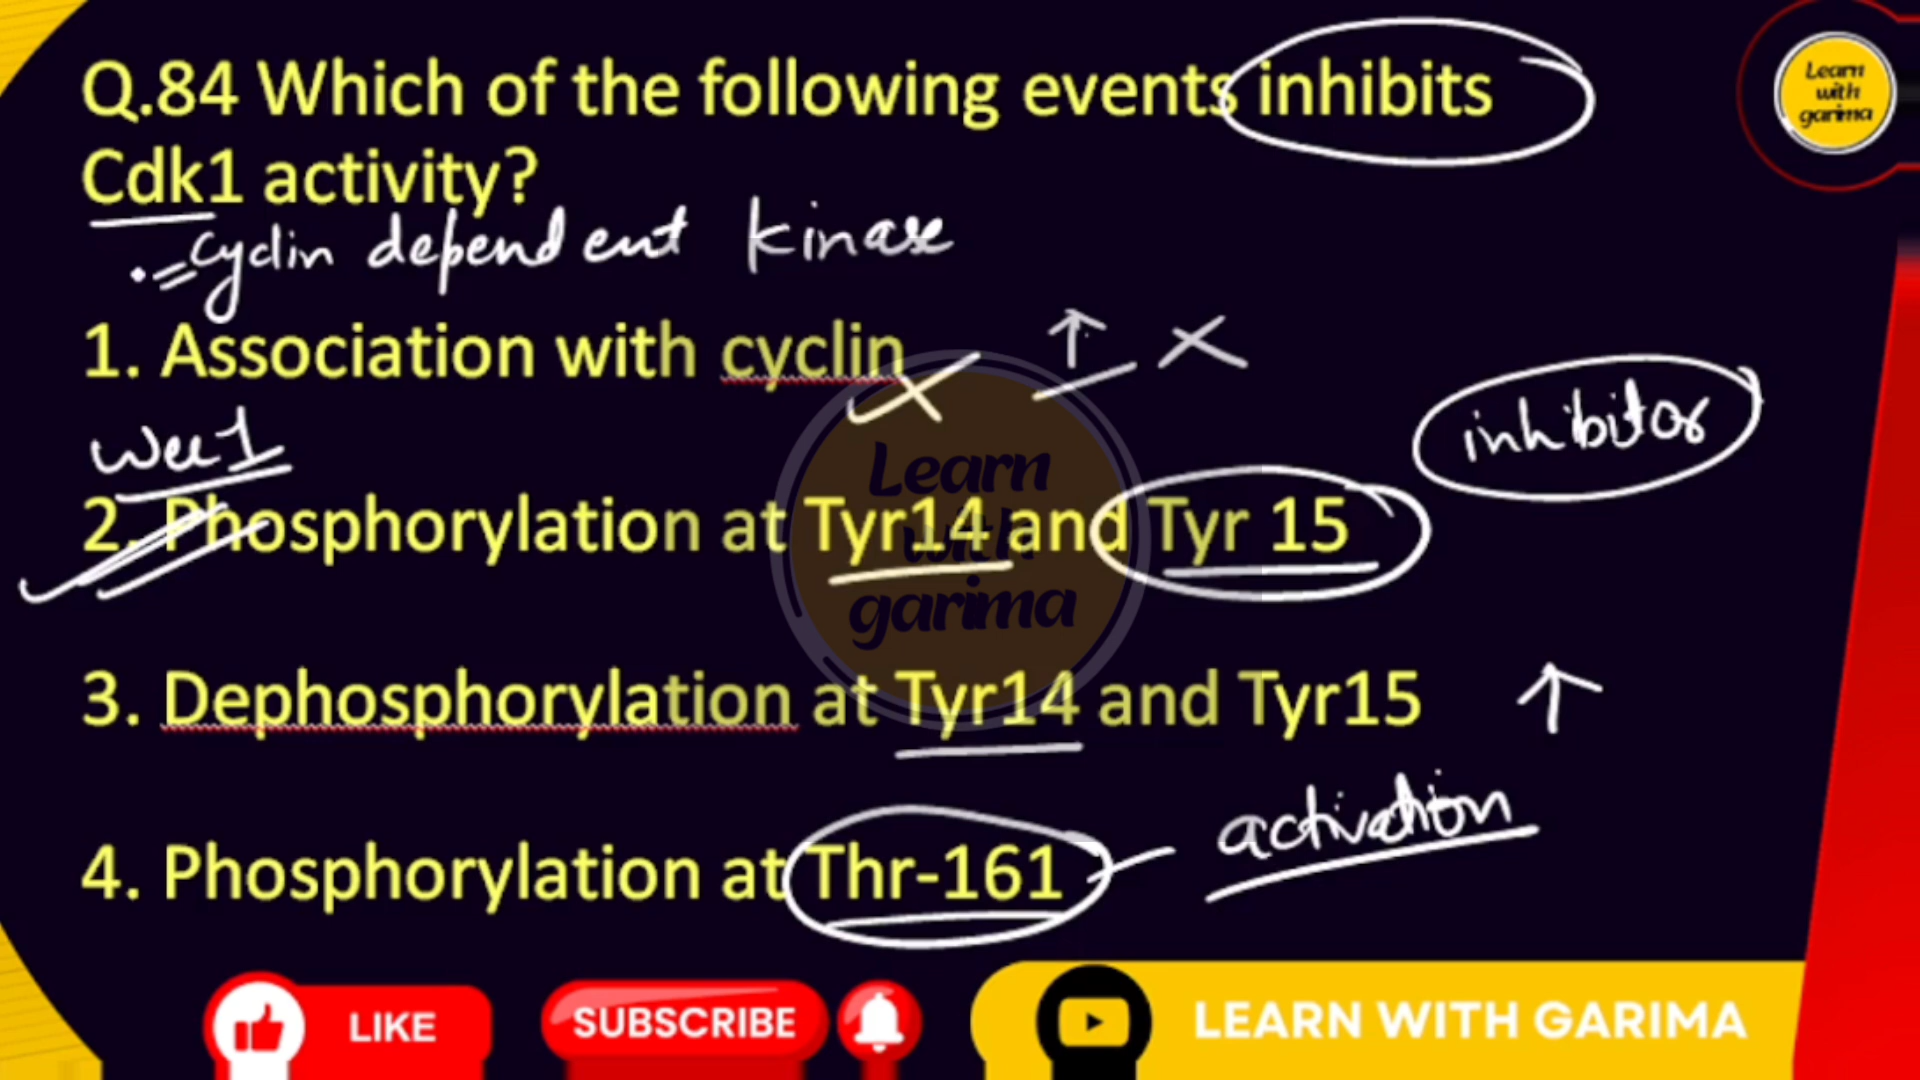 Q.84 Which of the following events inhibits
Cdk1 activity?
Cyclin dependent kinase
1. Association with cyclin
inhibitor
Wee1
2. Phosphorylation at Tyr14 and Tyr 15
3. Dephosphorylation at Tyr14 and Tyr15
activation
4. Phosphorylation at Thr-161
Learn
with
garima
Learn
with
garima
LIKE
SUBSCRIBE
LEARN WITH GARIMA